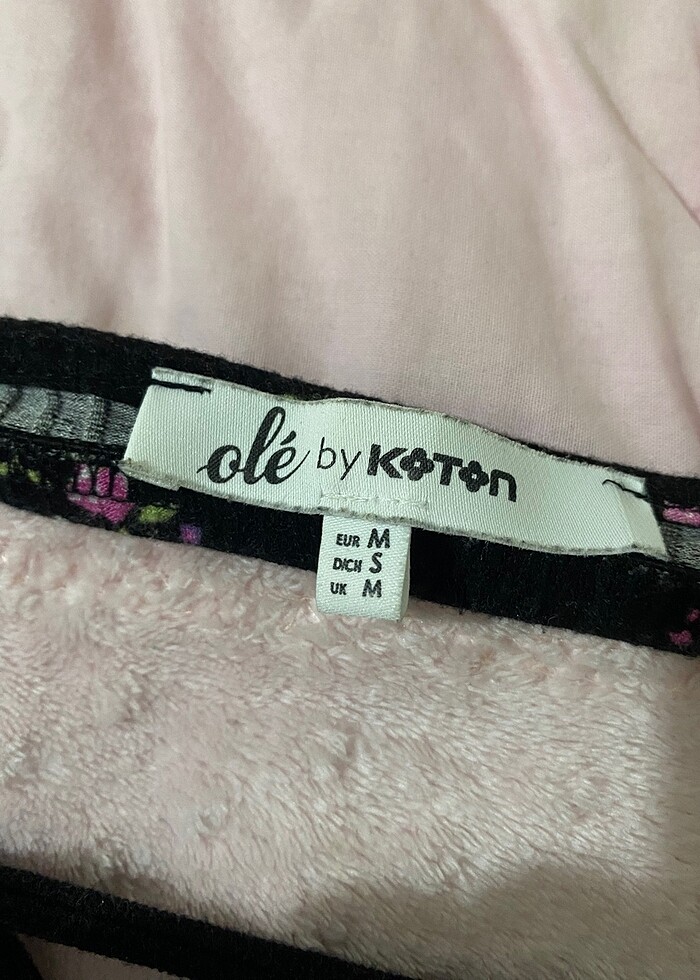 olé by KOTON
EUR M
D/CH S
UK M